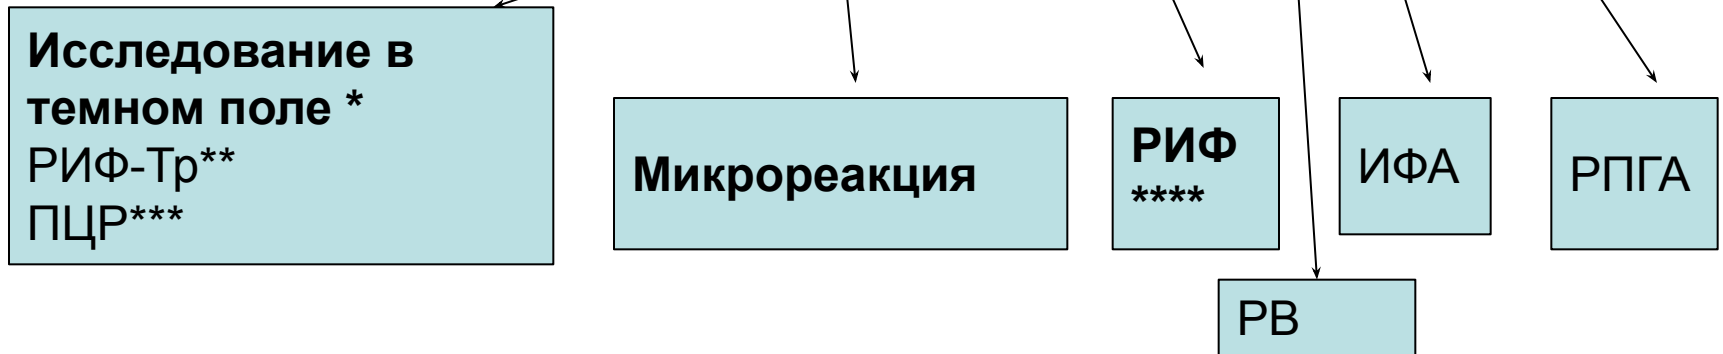 Исследование в
темном поле *
РИФ-Тр**
ПЦР***
Микрореакция
РИФ
****
ИФА
РПГА
РВ